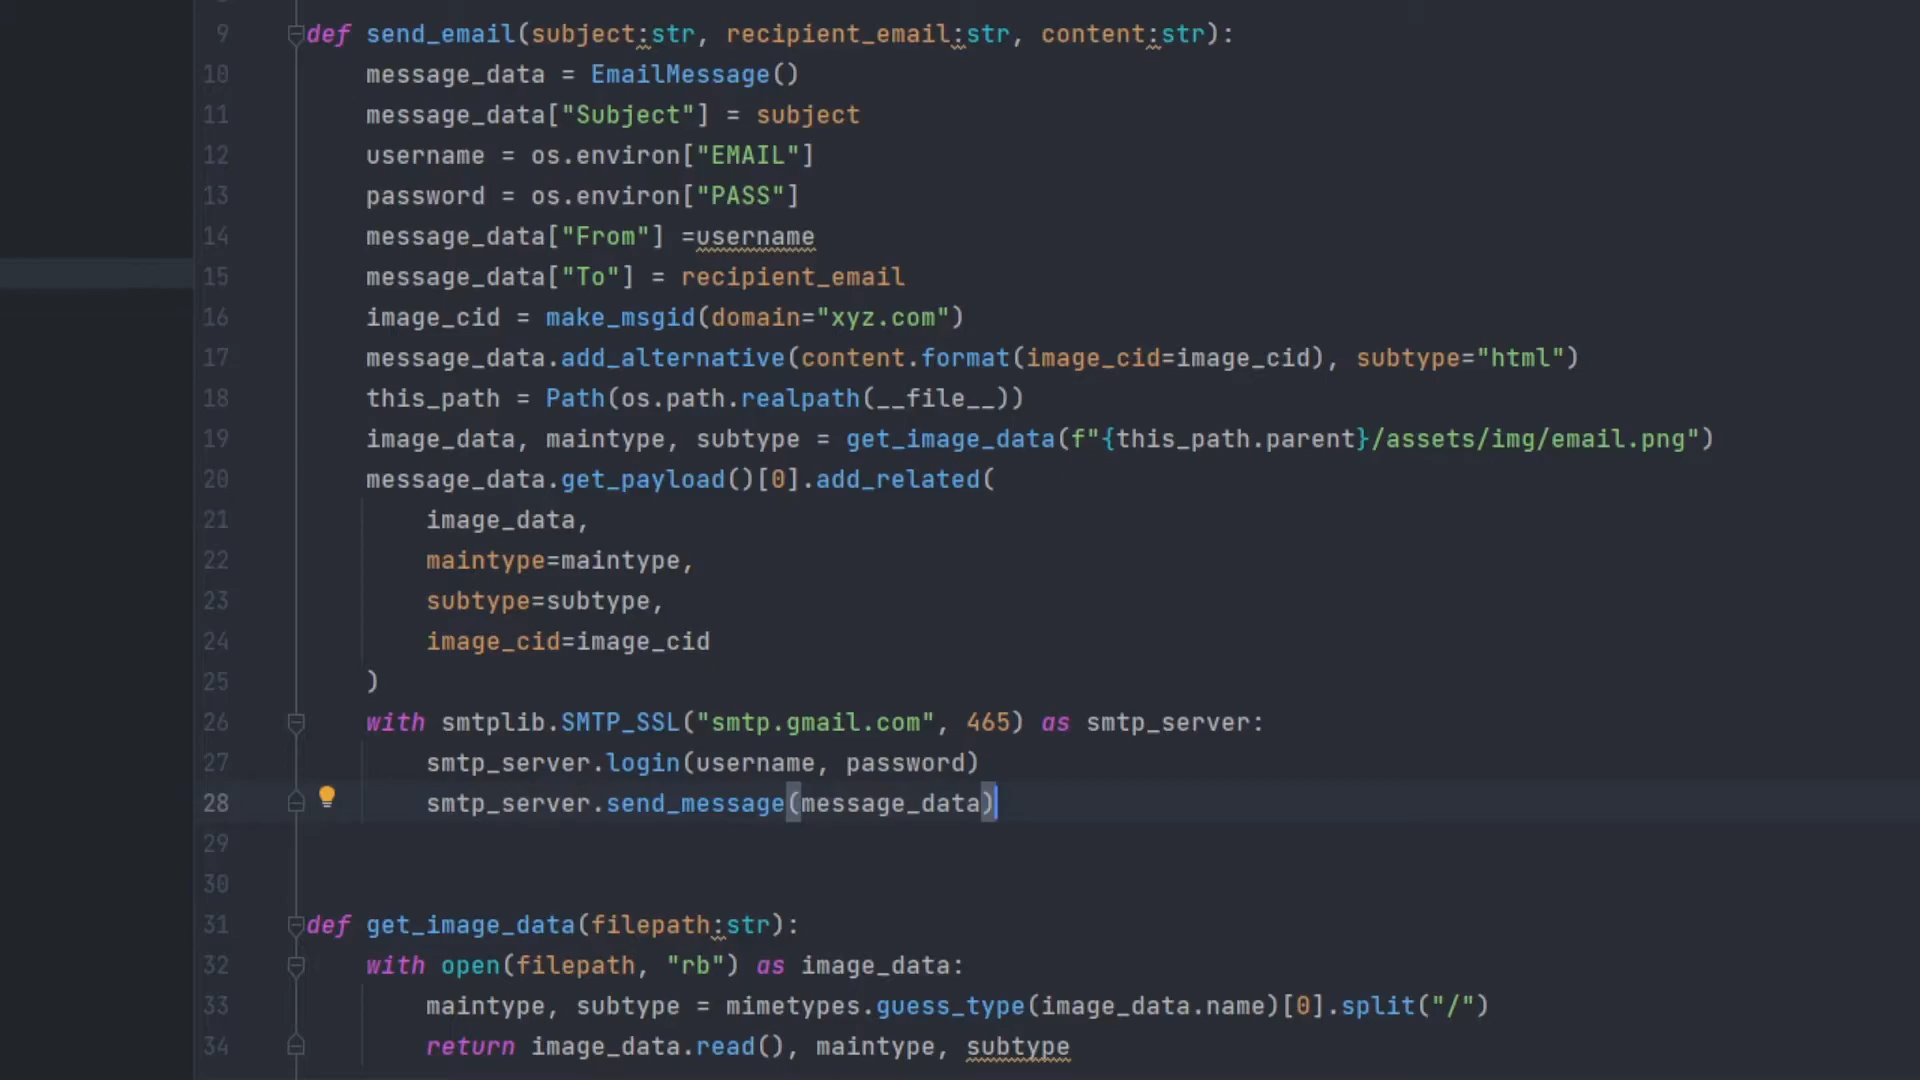 9 def send_email(subject:str, recipient_email:str, content:str):
10 message_data = EmailMessage()
11 message_data["Subject"] = subject
12 username = os.environ["EMAIL"]
13 password = os.environ["PASS"]
14 message_data["From"] =username
15 message_data["To"] = recipient_email
16 image_cid = make_msgid(domain="xyz.com")
17 message_data.add_alternative(content.format(image_cid=image_cid), subtype="html")
18 this_path = Path(os.path.realpath(__file__))
19 image_data, maintype, subtype = get_image_data(f"{this_path.parent}/assets/img/email.png")
20 message_data.get_payload()[0].add_related(
21 image_data,
22 maintype=maintype,
23 subtype=subtype,
24 image_cid=image_cid
25 )
26 with smtplib.SMTP_SSL("smtp.gmail.com", 465) as smtp_server:
27 smtp_server.login(username, password)
28 smtp_server.send_message(message_data)
29
30
31 def get_image_data(filepath:str):
32 with open(filepath, "rb") as image_data:
33 maintype, subtype = mimetypes.guess_type(image_data.name)[0].split("/")
34 return image_data.read(), maintype, subtype